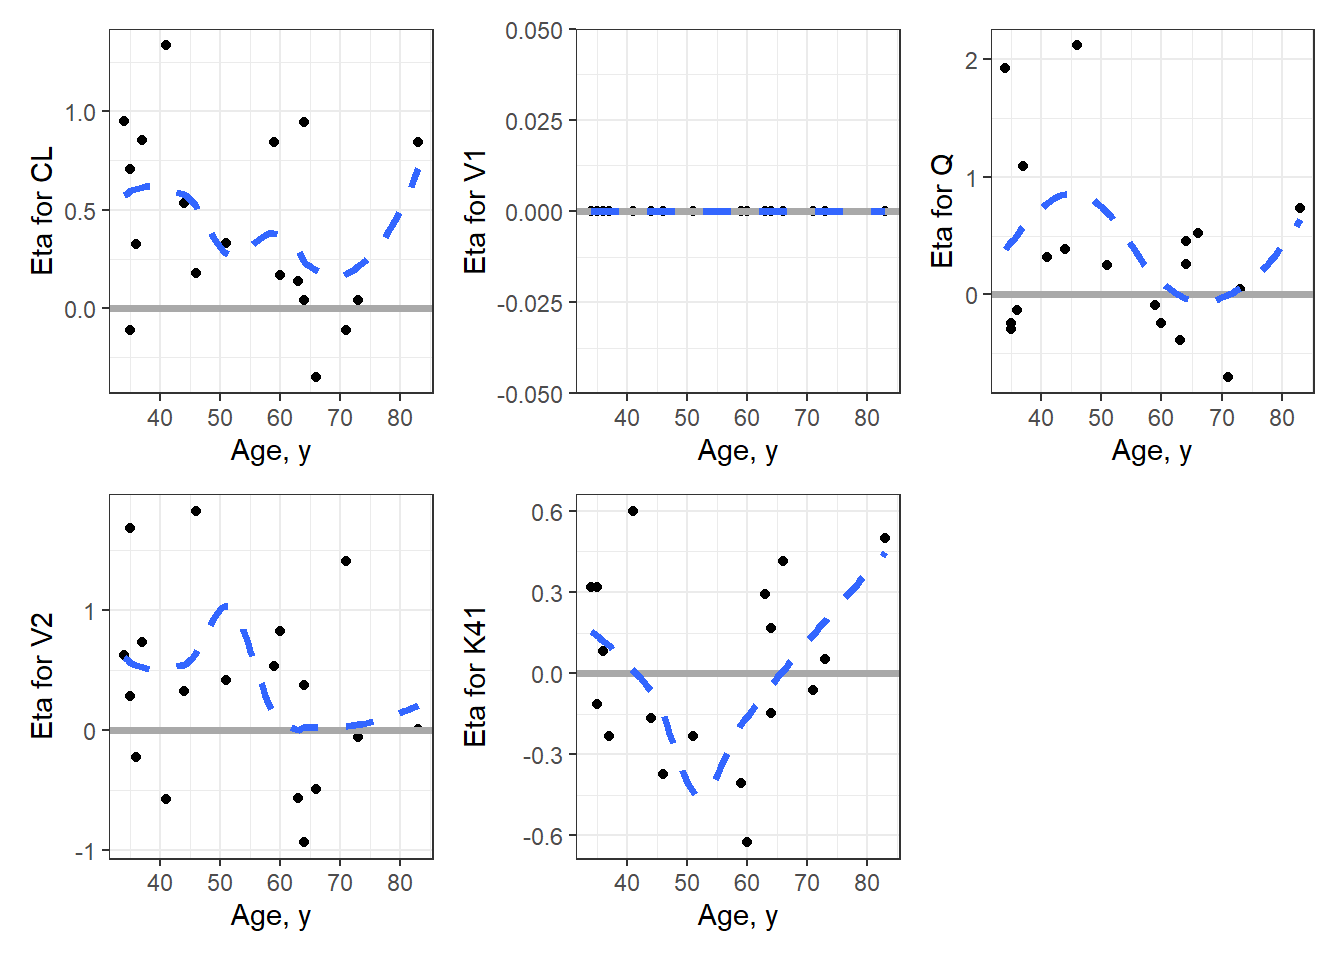 Eta for CL
1.0
0.5
0.0
40 50 60 70 80
Age, y
Eta for V1
0.050
0.025
0.000
-0.025
-0.050
40 50 60 70 80
Age, y
Eta for Q
2
1
0
40 50 60 70 80
Age, y
Eta for V2
1
0
-1
40 50 60 70 80
Age, y
Eta for K41
0.6
0.3
0.0
-0.3
-0.6
40 50 60 70 80
Age, y